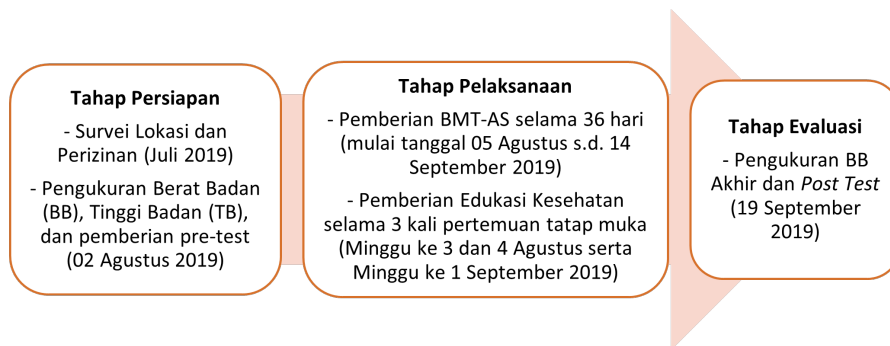 Tahap Persiapan
- Survei Lokasi dan
Perizinan (Juli 2019)
- Pengukuran Berat Badan
(BB), Tinggi Badan (TB),
dan pemberian pre-test
(02 Agustus 2019)
Tahap Pelaksanaan
- Pemberian BMT-AS selama 36 hari
(mulai tanggal 05 Agustus s.d. 14
September 2019)
- Pemberian Edukasi Kesehatan
selama 3 kali pertemuan tatap muka
(Minggu ke 3 dan 4 Agustus serta
Minggu ke 1 September 2019)
Tahap Evaluasi
- Pengukuran BB
Akhir dan Post Test
(19 September
2019)